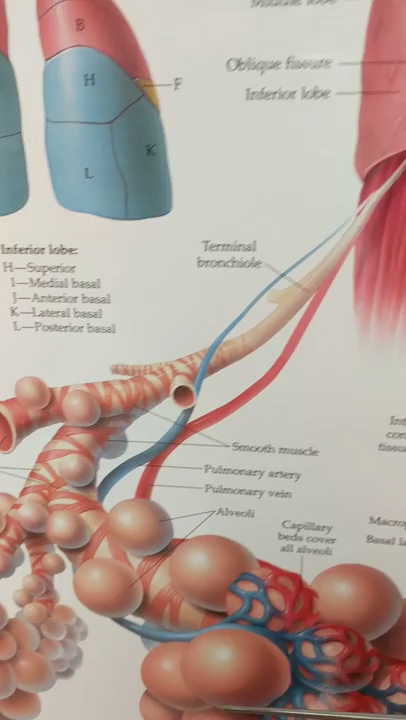 Middle lobe
B
Oblique fissure
H
F
Inferior lobe
K
L
Inferior lobe:
H—Superior
I—Medial basal
J—Anterior basal
K—Lateral basal
L—Posterior basal
Terminal
bronchiole
Smooth muscle
Pulmonary artery
Pulmonary vein
Alveoli
Capillary
beds cover
all alveoli
Basal la